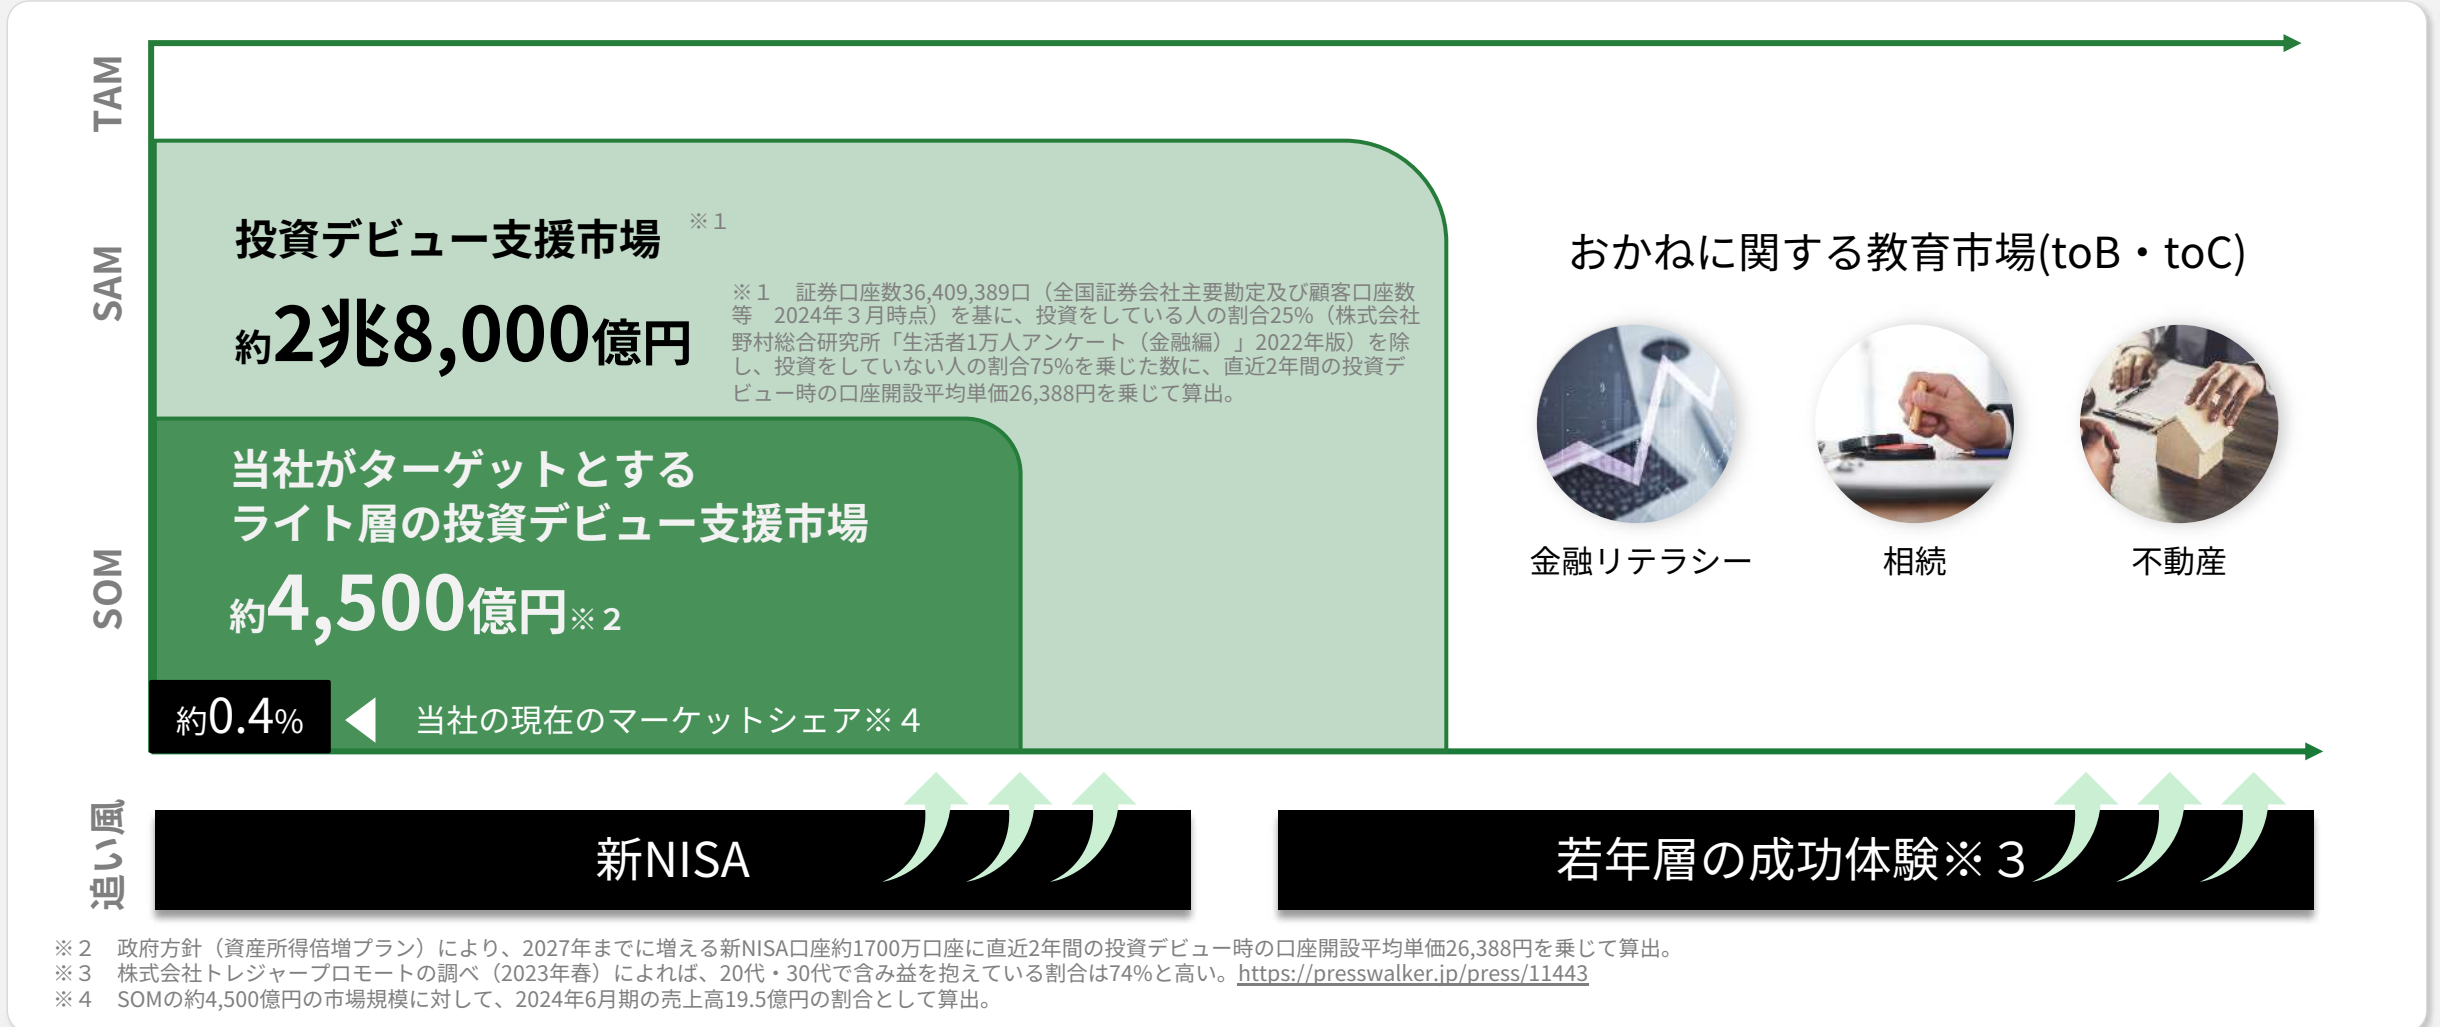 TAM
SAM
SOM
追い風
投資デビュー支援市場 ※１
約2兆8,000億円
※１　証券口座数36,409,389口（全国証券会社主要勘定及び顧客口座数
等　2024年３月時点）を基に、投資をしている人の割合25%（株式会社
野村総合研究所「生活者1万人アンケート（金融編）」2022年版）を除
し、投資をしていない人の割合75%を乗じた数に、直近2年間の投資デ
ビュー時の口座開設平均単価26,388円を乗じて算出。
当社がターゲットとする
ライト層の投資デビュー支援市場
約4,500億円※２
約0.4%
当社の現在のマーケットシェア※４
おかねに関する教育市場(toB・toC)
金融リテラシー
相続
不動産
新NISA
若年層の成功体験※３
※２　政府方針（資産所得倍増プラン）により、2027年までに増える新NISA口座約1700万口座に直近2年間の投資デビュー時の口座開設平均単価26,388円を乗じて算出。
※３　株式会社トレジャープロモートの調べ（2023年春）によれば、20代・30代で含み益を抱えている割合は74%と高い。https://presswalker.jp/press/11443
※４　SOMの約4,500億円の市場規模に対して、2024年6月期の売上高19.5億円の割合として算出。